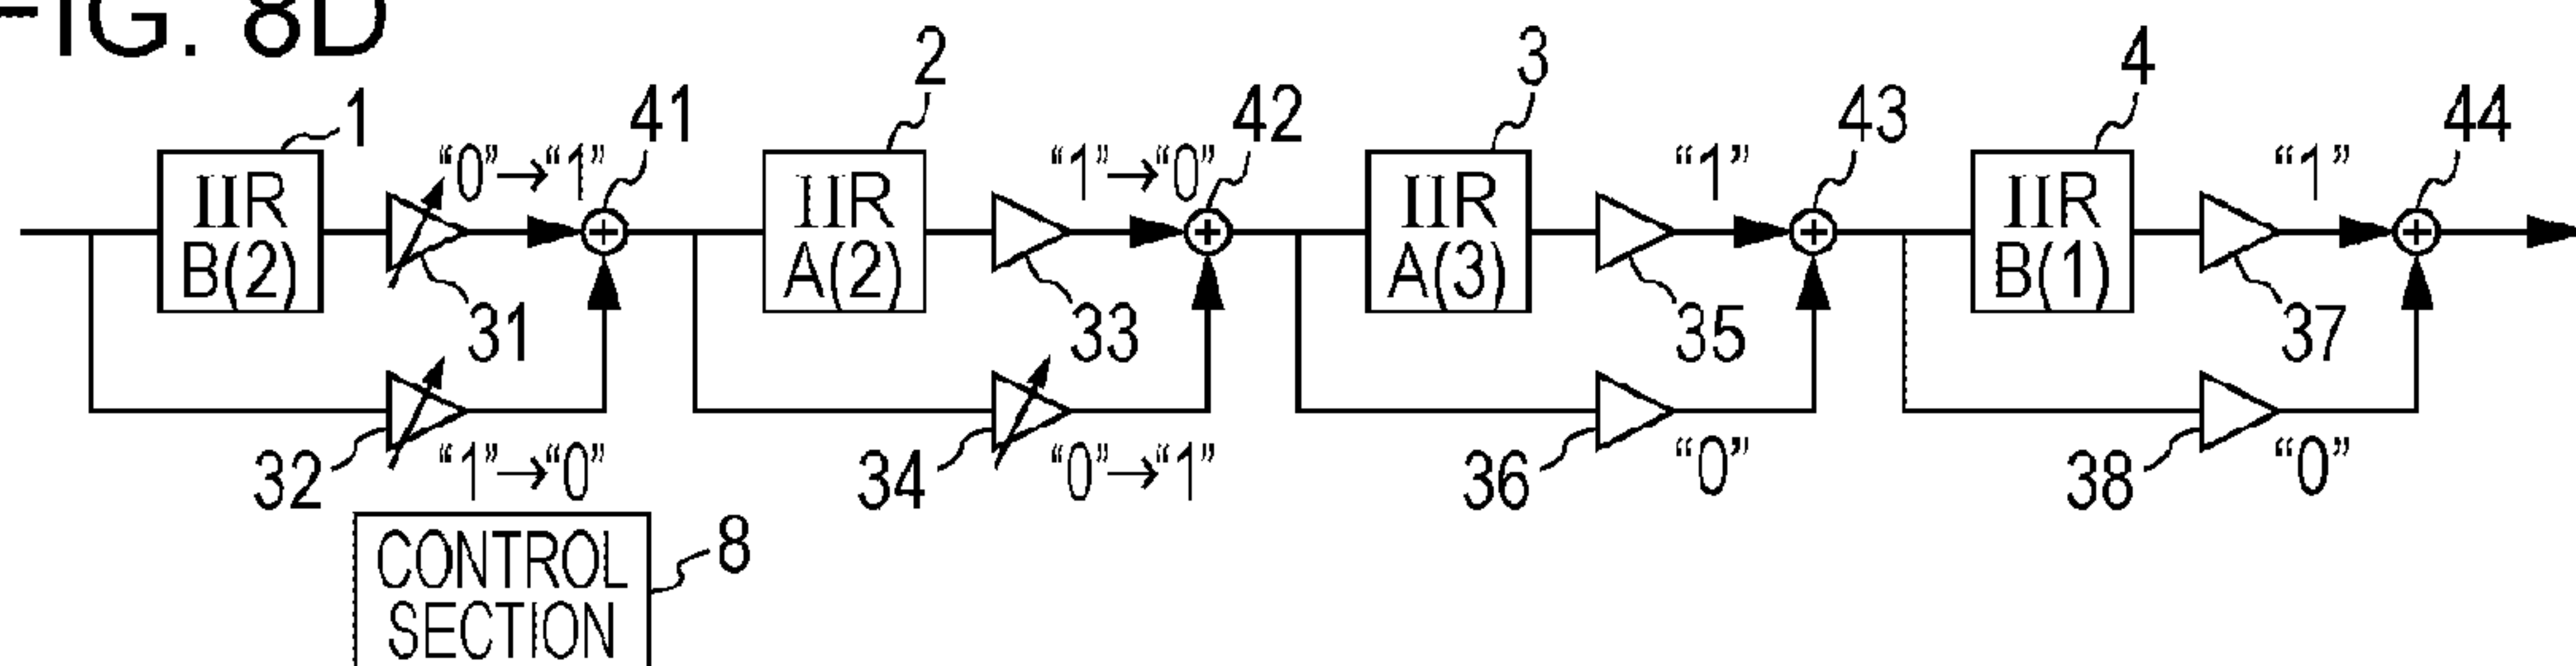 FIG. 8D
1
2
3
4
41
42
43
44
"0"→"1"
"1"→"0"
"1"
"1"
IIR
B(2)
IIR
A(2)
IIR
A(3)
IIR
B(1)
31
33
35
37
32
34
36
38
"1"→"0"
"0"→"1"
"0"
"0"
CONTROL
SECTION
8